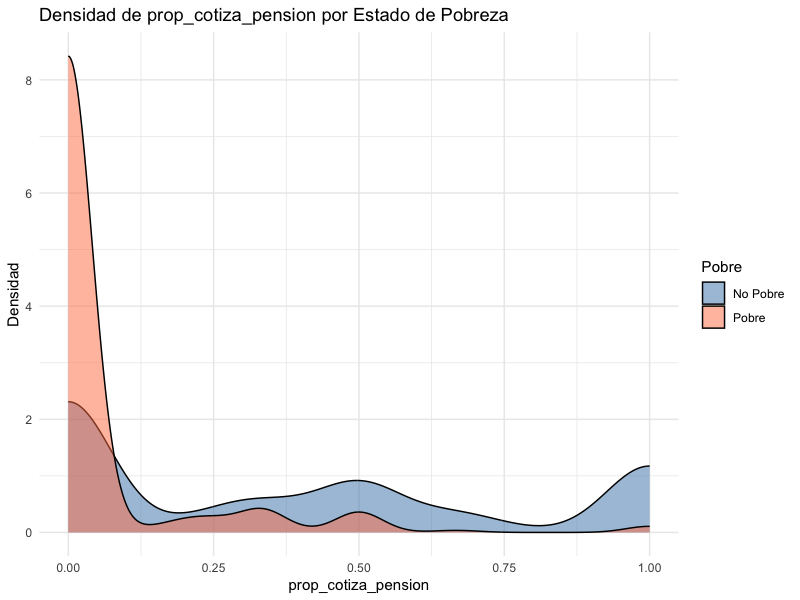 Densidad de prop_cotiza_pension por Estado de Pobreza
Densidad
8
6
4
2
0
0.00 0.25 0.50 0.75 1.00
prop_cotiza_pension
Pobre
No Pobre
Pobre